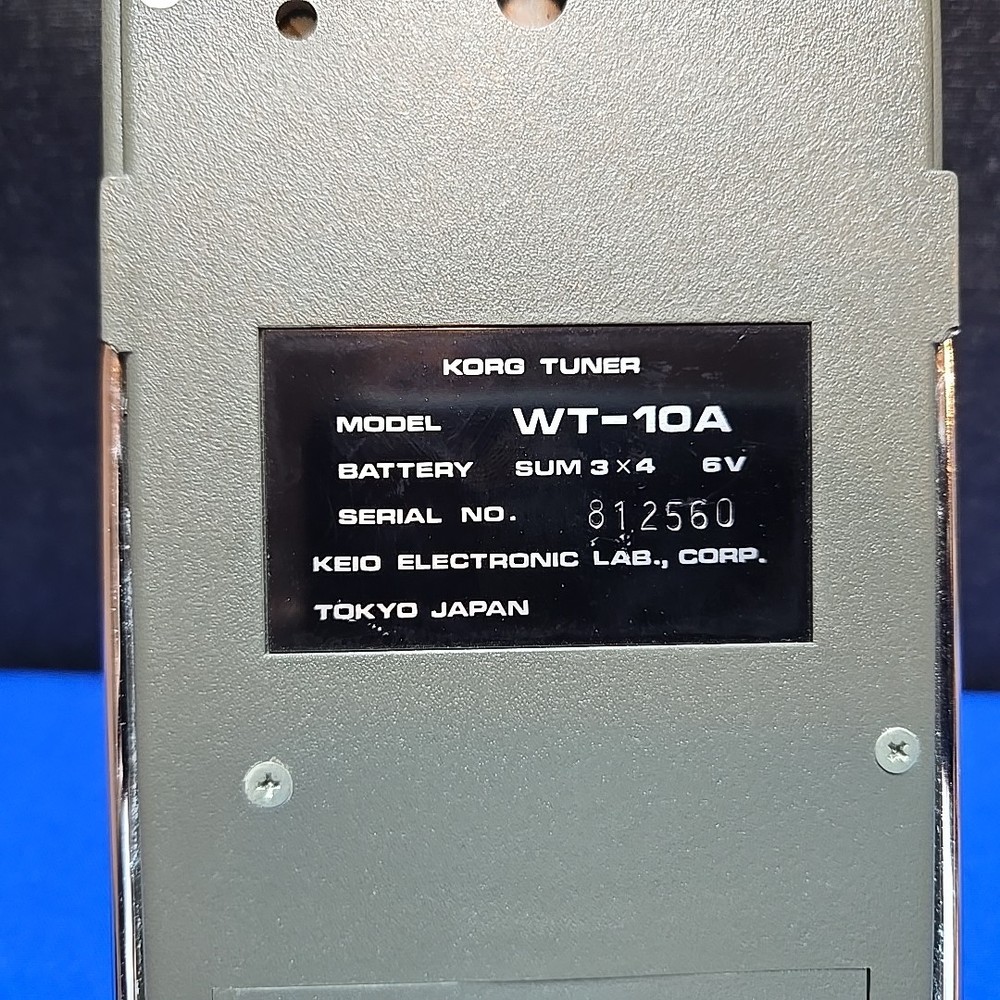 KORG TUNER
MODEL WT-10A
BATTERY SUM 3×4 6V
SERIAL NO. 812560
KEIO ELECTRONIC LAB., CORP.
TOKYO JAPAN